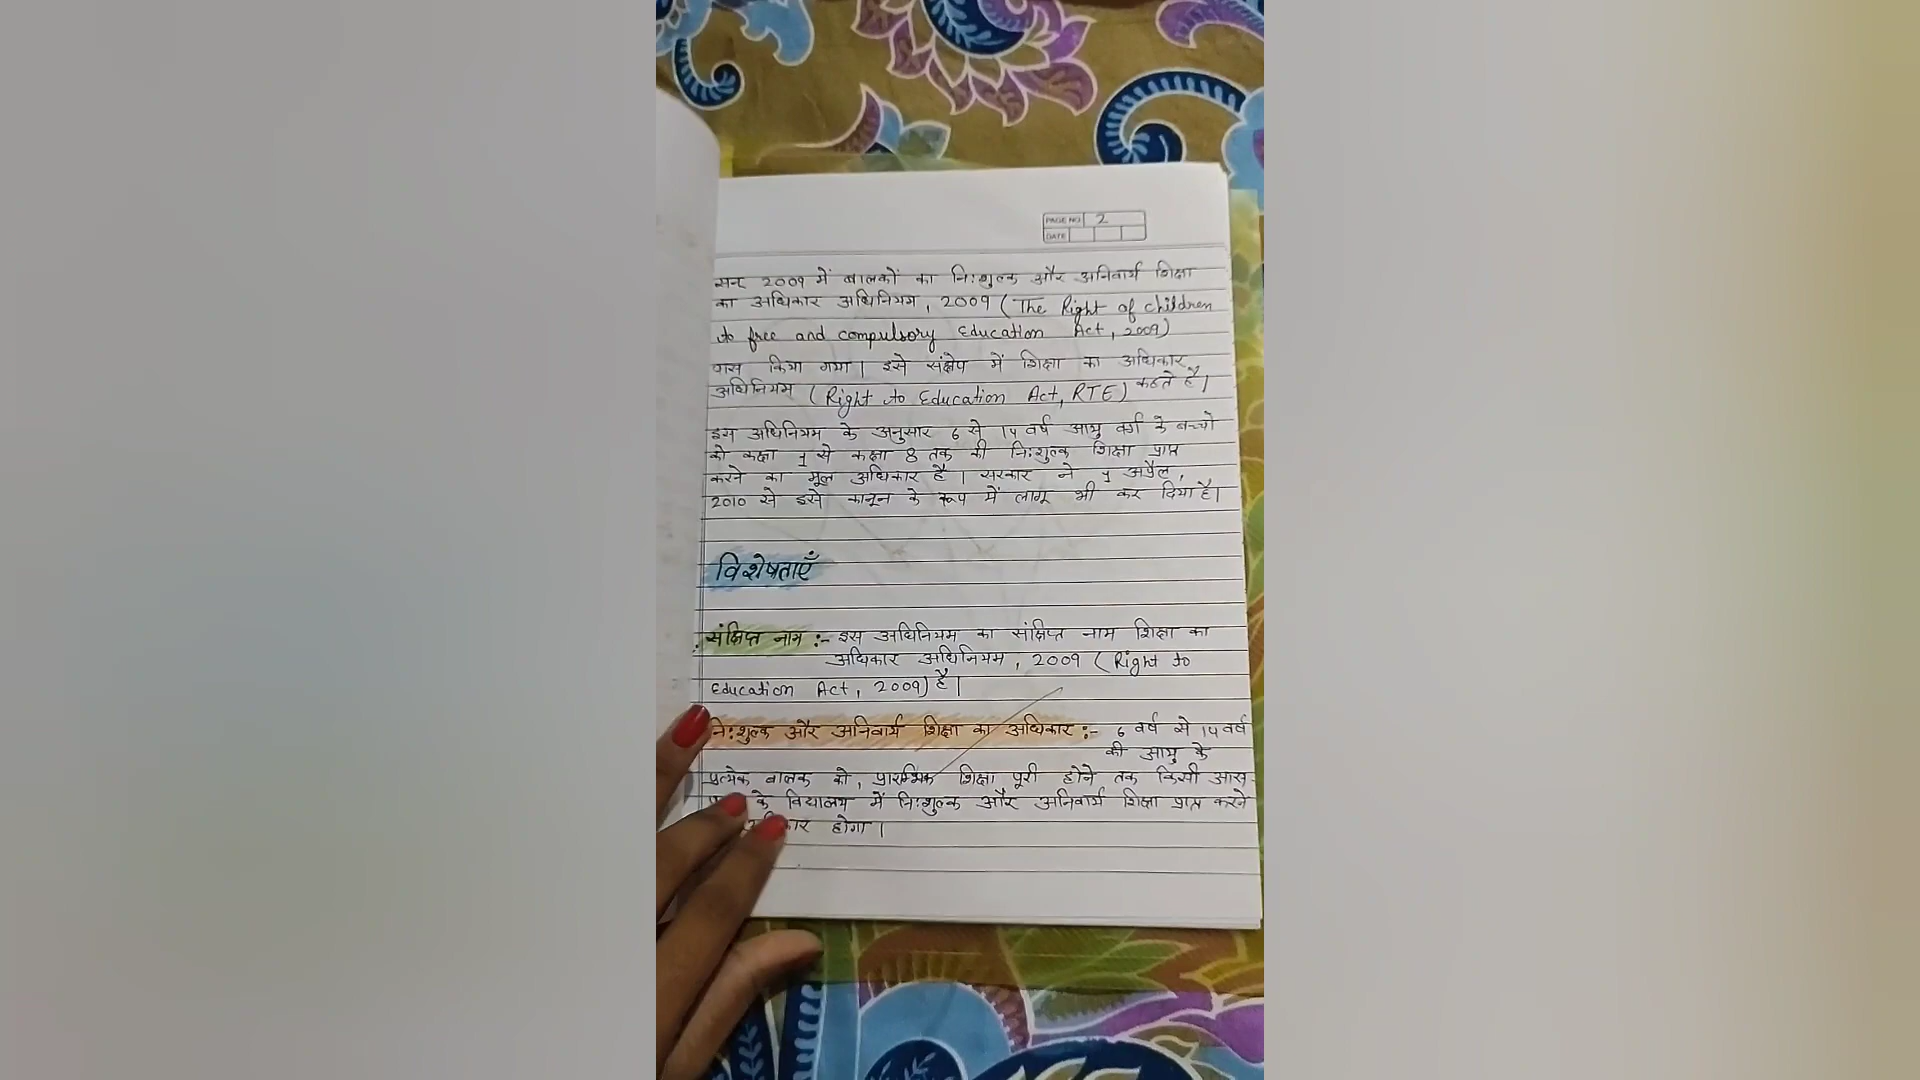 PAGE NO 2
DATE
सन् 2009 में बालकों का नि:शुल्क और अनिवार्य शिक्षा
का अधिकार अधिनियम, 2009 (The Right of children
to free and compulsory Education Act, 2009)
पास किया गया। इसे संक्षेप में शिक्षा का अधिकार
अधिनियम (Right to Education Act, RTE) कहते है।
इस अधिनियम के अनुसार 6 से 14 वर्ष आयु वर्ग के बच्चो
को कक्षा 1 से कक्षा 8 तक की नि:शुल्क शिक्षा प्राप्त
करने का मूल अधिकार है। सरकार ने 1 अप्रैल,
2010 से इसे कानून के रूप में लागू भी कर दिया है।
विशेषताएँ
संक्षिप्त नाम :- इस अधिनियम का संक्षिप्त नाम शिक्षा का
अधिकार अधिनियम, 2009 (Right to
Education Act, 2009) है।
नि:शुल्क और अनिवार्य शिक्षा का अधिकार :- 6 वर्ष से 14 वर्ष
की आयु के
प्रत्येक बालक को, प्रारम्भिक शिक्षा पूरी होने तक किसी आस-
के विद्यालय में नि:शुल्क और अनिवार्य शिक्षा प्राप्त करने
होगा।